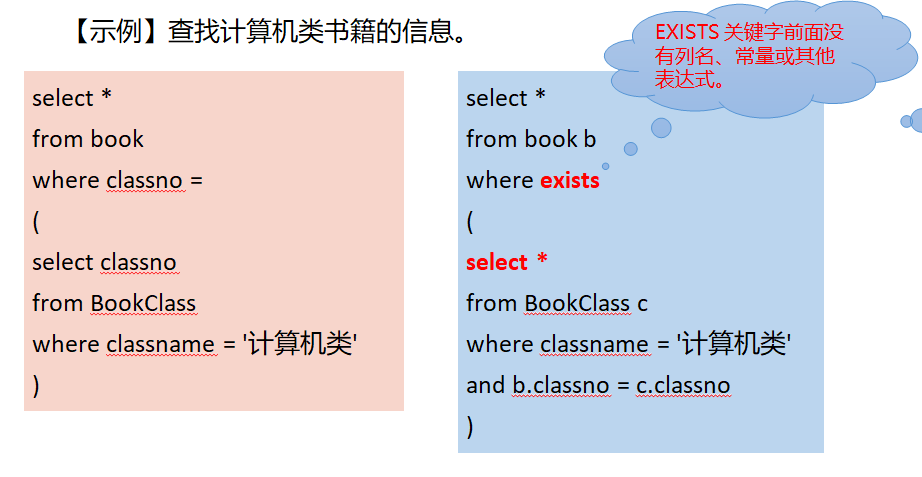 【示例】查找计算机类书籍的信息。
EXISTS 关键字前面没
有列名、常量或其他
表达式。
select *
from book
where classno =
(
select classno
from BookClass
where classname = '计算机类'
)
select *
from book b
where exists
(
select *
from BookClass c
where classname = '计算机类'
and b.classno = c.classno
)